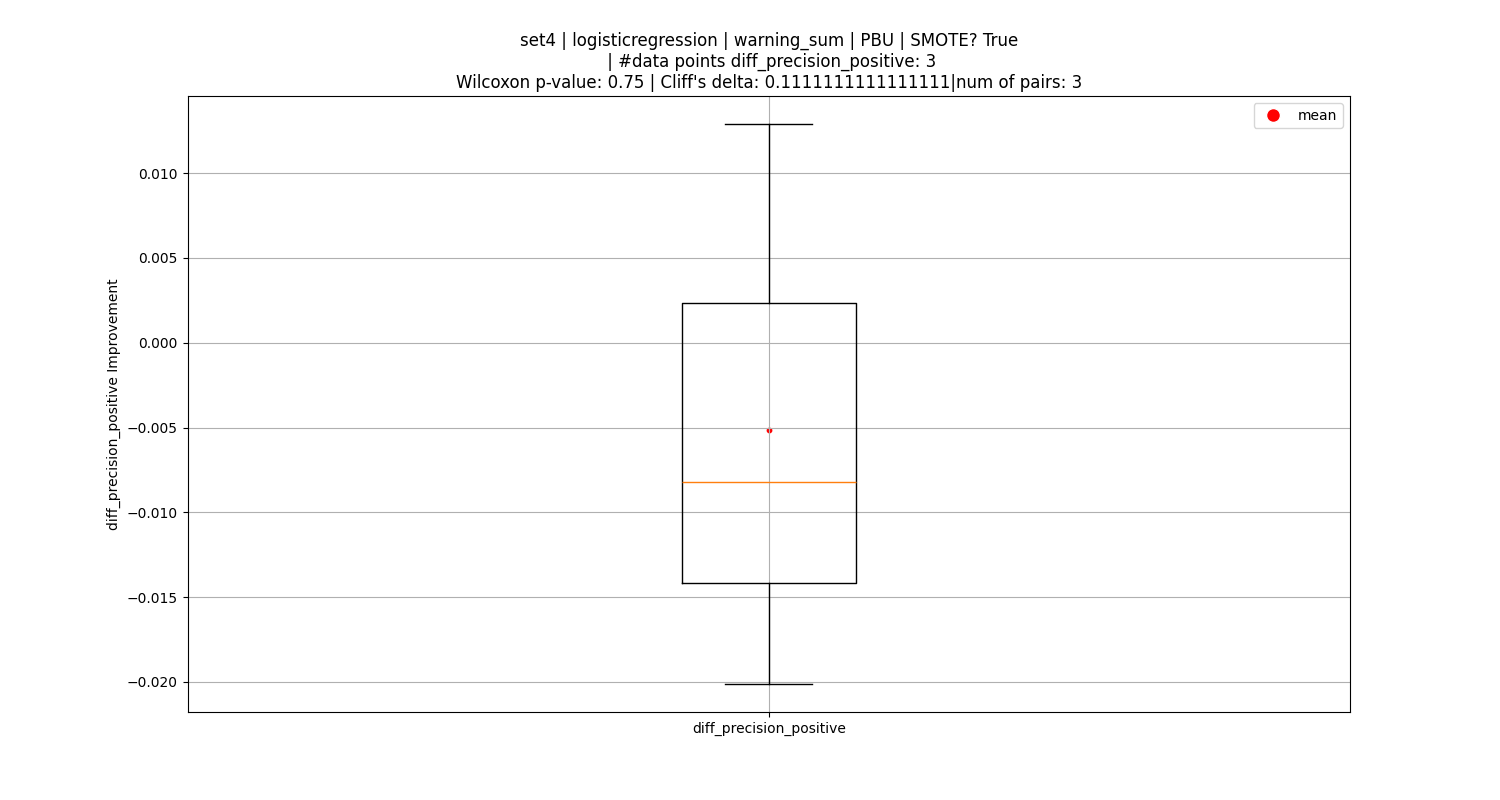 set4 | logisticregression | warning_sum | PBU | SMOTE? True
| #data points diff_precision_positive: 3
Wilcoxon p-value: 0.75 | Cliff's delta: 0.1111111111111111|num of pairs: 3
mean
0.010
0.005
0.000
−0.005
−0.010
−0.015
−0.020
diff_precision_positive Improvement
diff_precision_positive